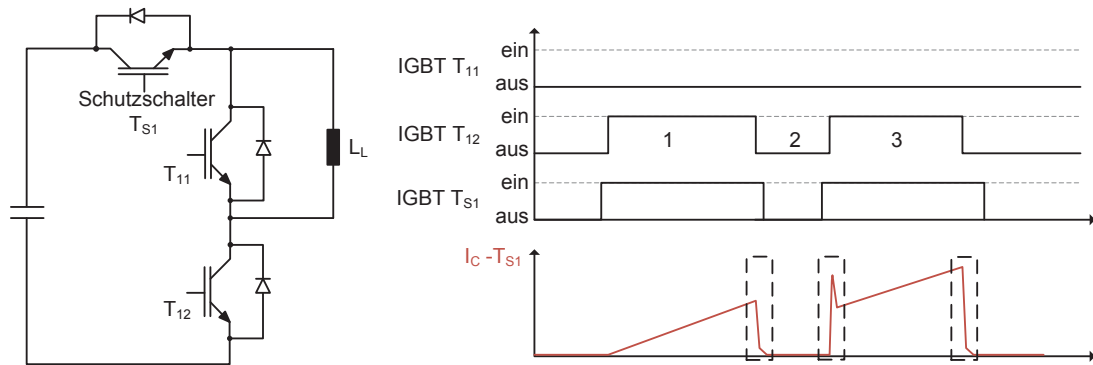 Schutzschalter
T_S1
T_11
L_L
T_12
IGBT T_11
ein
aus
IGBT T_12
ein
aus
1
2
3
IGBT T_S1
ein
aus
I_C -T_S1